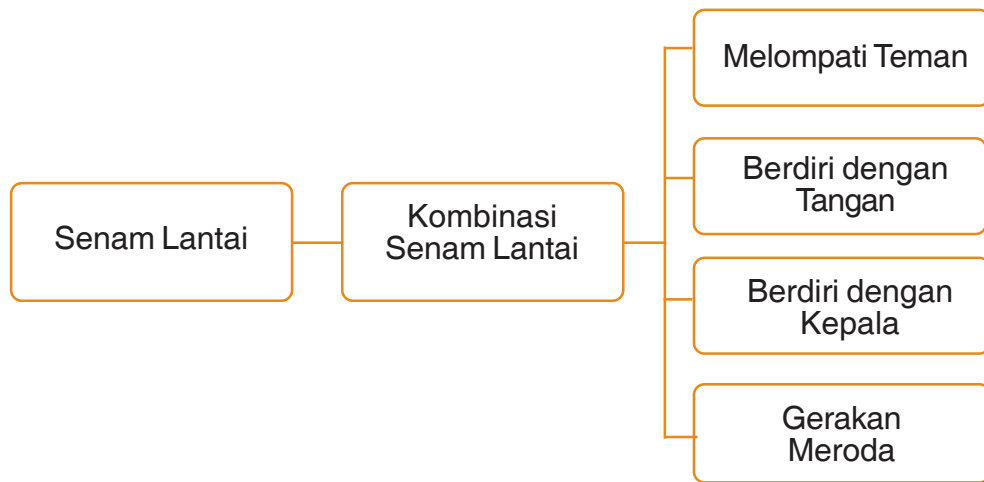 Senam Lantai
Kombinasi
Senam Lantai
Melompati Teman
Berdiri dengan
Tangan
Berdiri dengan
Kepala
Gerakan
Meroda